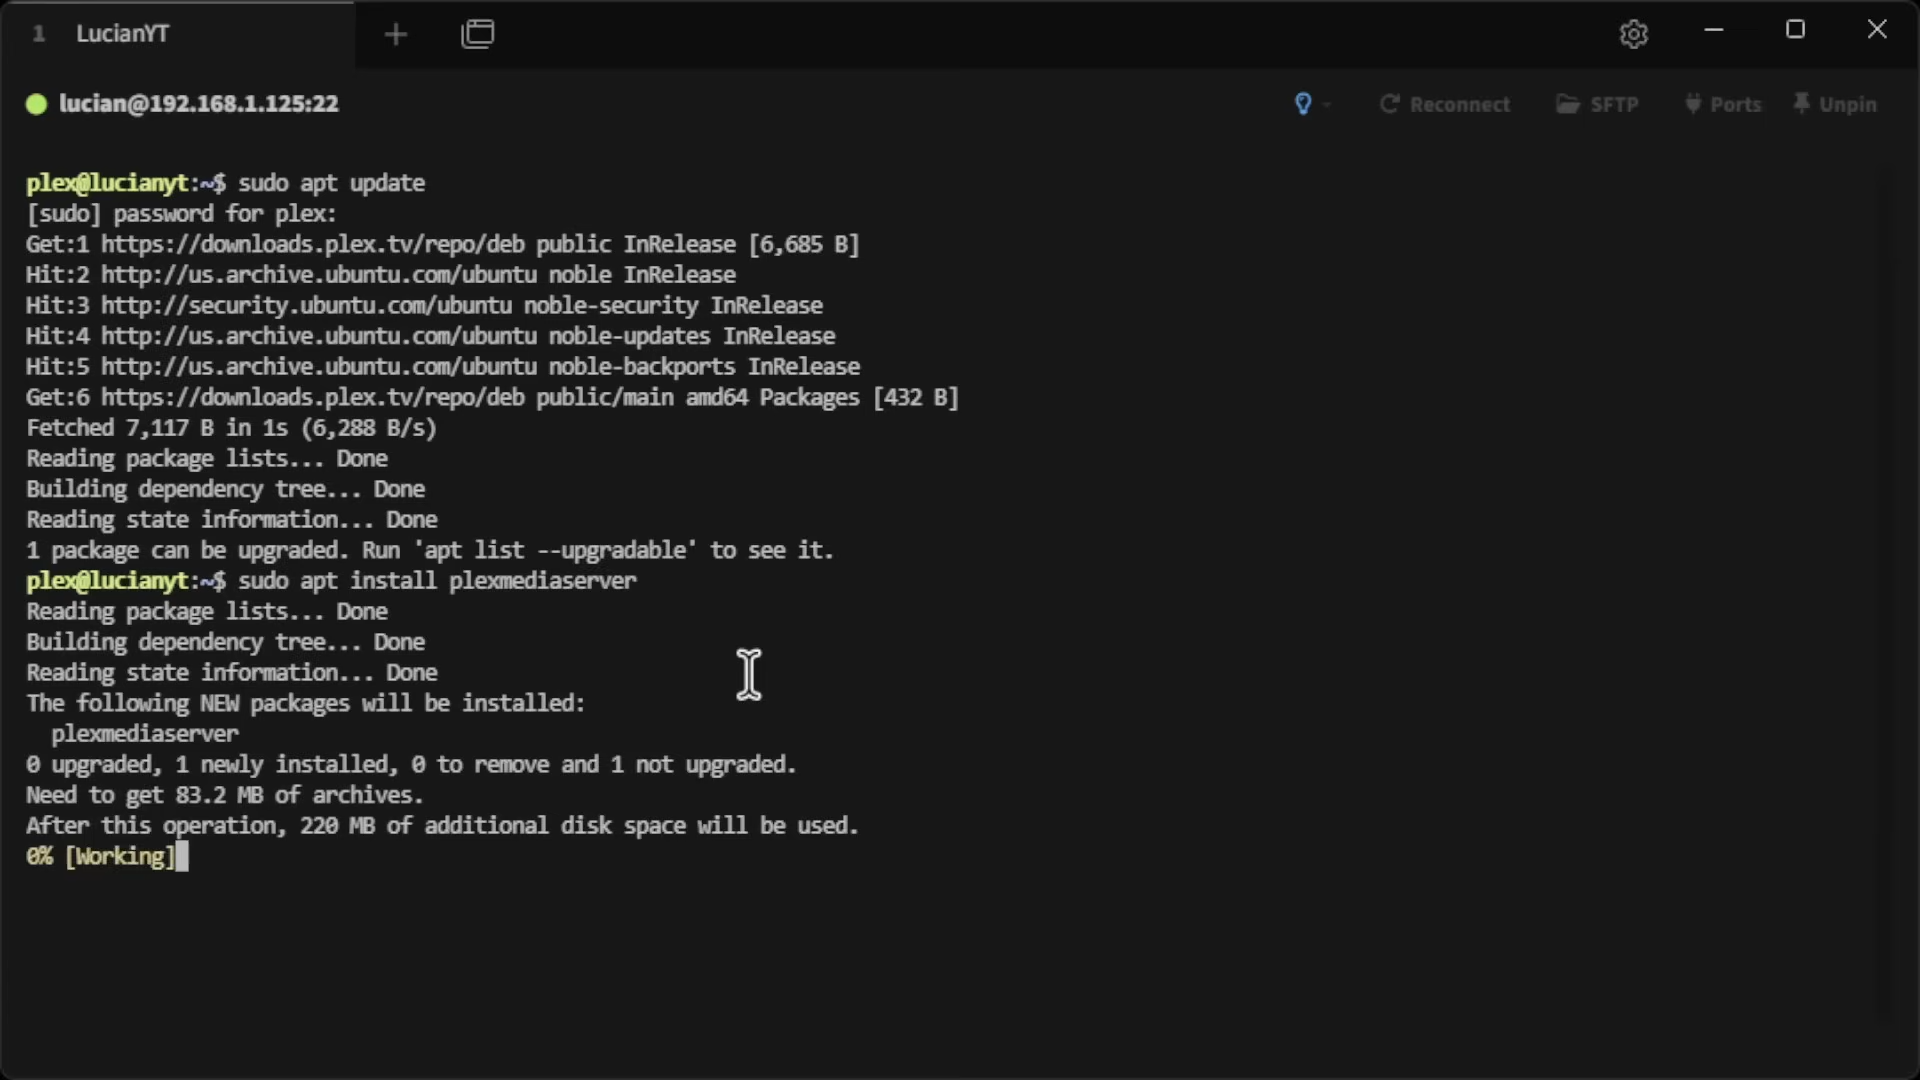 1 LucianYT
lucian@192.168.1.125:22 Reconnect SFTP Ports Unpin
plex@lucianyt:~$ sudo apt update
[sudo] password for plex:
Get:1 https://downloads.plex.tv/repo/deb public InRelease [6,685 B]
Hit:2 http://us.archive.ubuntu.com/ubuntu noble InRelease
Hit:3 http://security.ubuntu.com/ubuntu noble-security InRelease
Hit:4 http://us.archive.ubuntu.com/ubuntu noble-updates InRelease
Hit:5 http://us.archive.ubuntu.com/ubuntu noble-backports InRelease
Get:6 https://downloads.plex.tv/repo/deb public/main amd64 Packages [432 B]
Fetched 7,117 B in 1s (6,288 B/s)
Reading package lists... Done
Building dependency tree... Done
Reading state information... Done
1 package can be upgraded. Run 'apt list --upgradable' to see it.
plex@lucianyt:~$ sudo apt install plexmediaserver
Reading package lists... Done
Building dependency tree... Done
Reading state information... Done
The following NEW packages will be installed:
  plexmediaserver
0 upgraded, 1 newly installed, 0 to remove and 1 not upgraded.
Need to get 83.2 MB of archives.
After this operation, 220 MB of additional disk space will be used.
0% [Working]